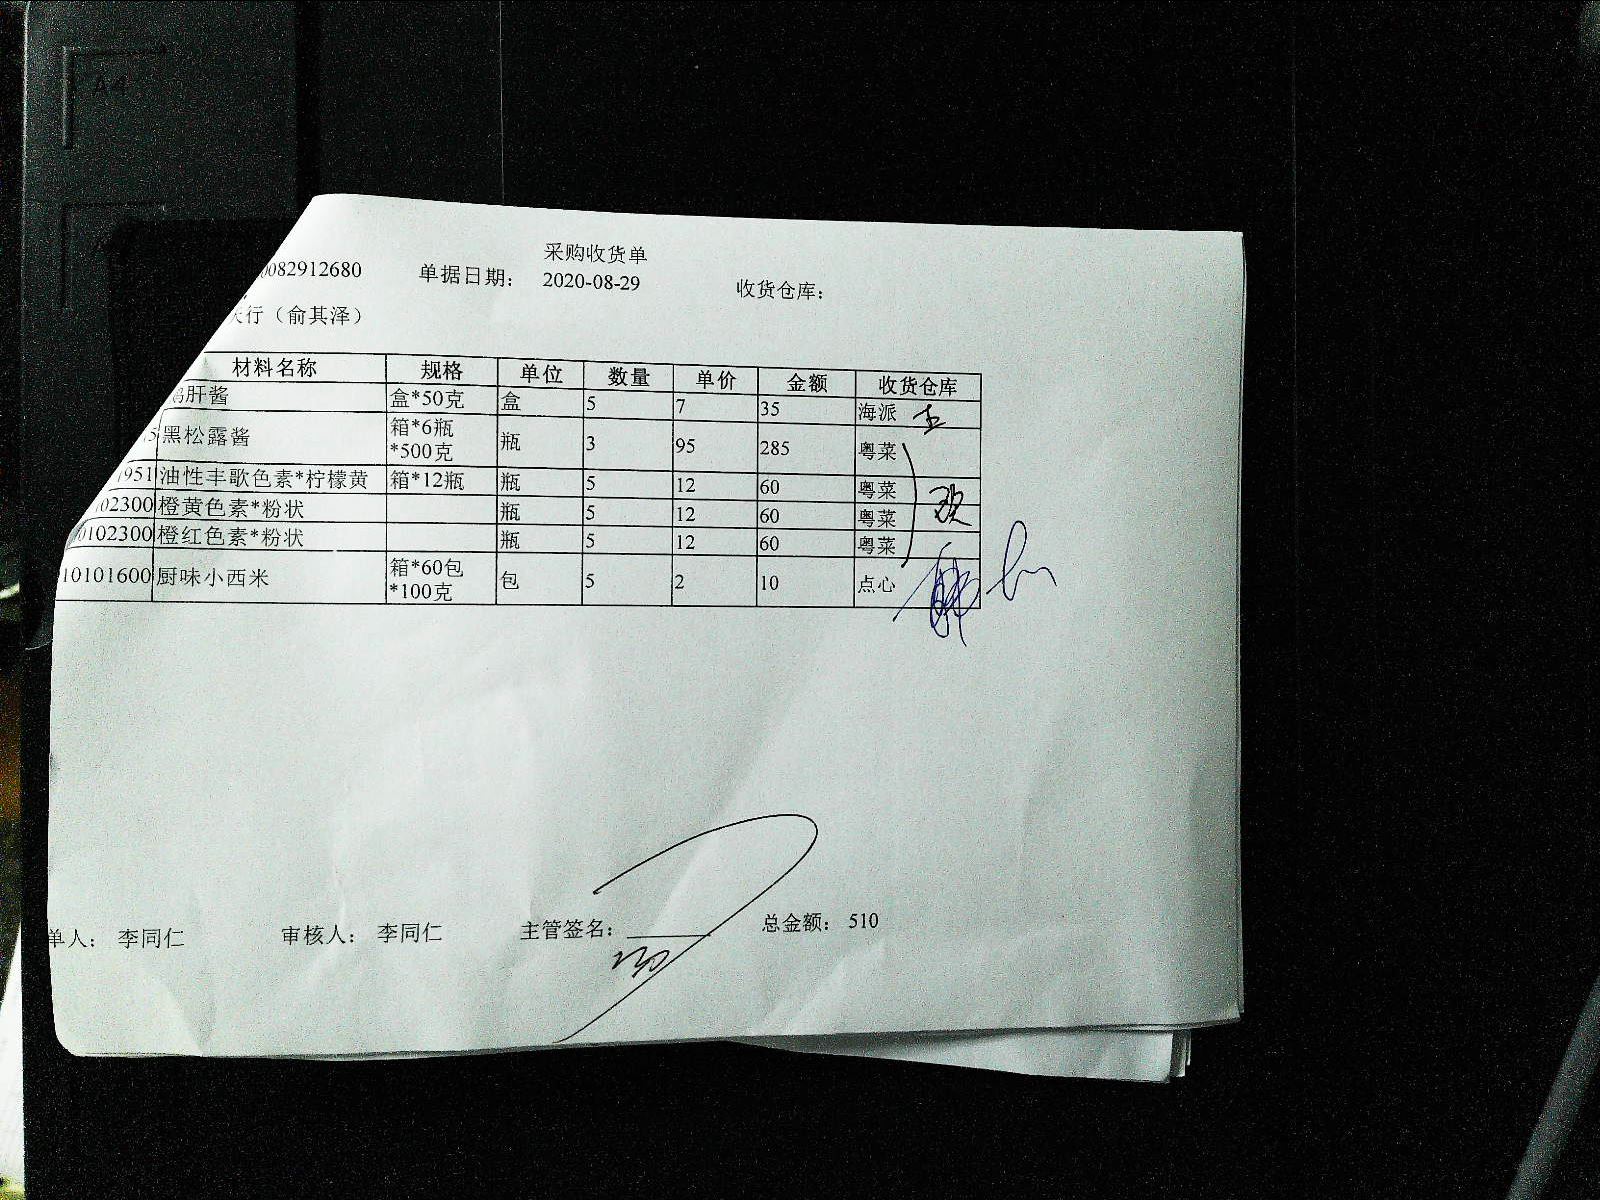 采购收货单
0082912680 单据日期: 2020-08-29 收货仓库:
行（俞其泽）
材料名称 规格 单位 数量 单价 金额 收货仓库
肝酱 盒*50克 盒 5 7 35 海派
黑松露酱 箱*6瓶 *500克 瓶 3 95 285 粤菜
951 油性丰歌色素*柠檬黄 箱*12瓶 瓶 5 12 60 粤菜
02300 橙黄色素*粉状 瓶 5 12 60 粤菜
0102300 橙红色素*粉状 瓶 5 12 60 粤菜
10101600 厨味小西米 箱*60包 *100克 包 5 2 10 点心
单人: 李同仁 审核人: 李同仁 主管签名: 总金额: 510